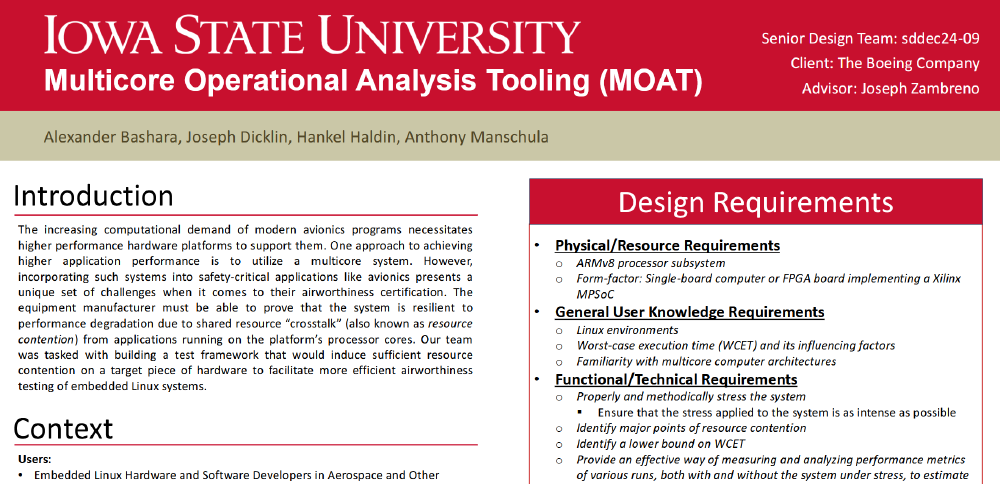 IOWA STATE UNIVERSITY
Multicore Operational Analysis Tooling (MOAT)
Senior Design Team: sddec24-09
Client: The Boeing Company
Advisor: Joseph Zambreno
Alexander Bashara, Joseph Dicklin, Hankel Haldin, Anthony Manschula
Introduction
The increasing computational demand of modern avionics programs necessitates
higher performance hardware platforms to support them. One approach to achieving
higher application performance is to utilize a multicore system. However,
incorporating such systems into safety-critical applications like avionics presents a
unique set of challenges when it comes to their airworthiness certification. The
equipment manufacturer must be able to prove that the system is resilient to
performance degradation due to shared resource “crosstalk” (also known as resource
contention) from applications running on the platform’s processor cores. Our team
was tasked with building a test framework that would induce sufficient resource
contention on a target piece of hardware to facilitate more efficient airworthiness
testing of embedded Linux systems.
Context
Users:
• Embedded Linux Hardware and Software Developers in Aerospace and Other
Design Requirements
• Physical/Resource Requirements
o ARMv8 processor subsystem
o Form-factor: Single-board computer or FPGA board implementing a Xilinx
MPSoC
• General User Knowledge Requirements
o Linux environments
o Worst-case execution time (WCET) and its influencing factors
o Familiarity with multicore computer architectures
• Functional/Technical Requirements
o Properly and methodically stress the system
▪ Ensure that the stress applied to the system is as intense as possible
o Identify major points of resource contention
o Identify a lower bound on WCET
o Provide an effective way of measuring and analyzing performance metrics
of various runs, both with and without the system under stress, to estimate